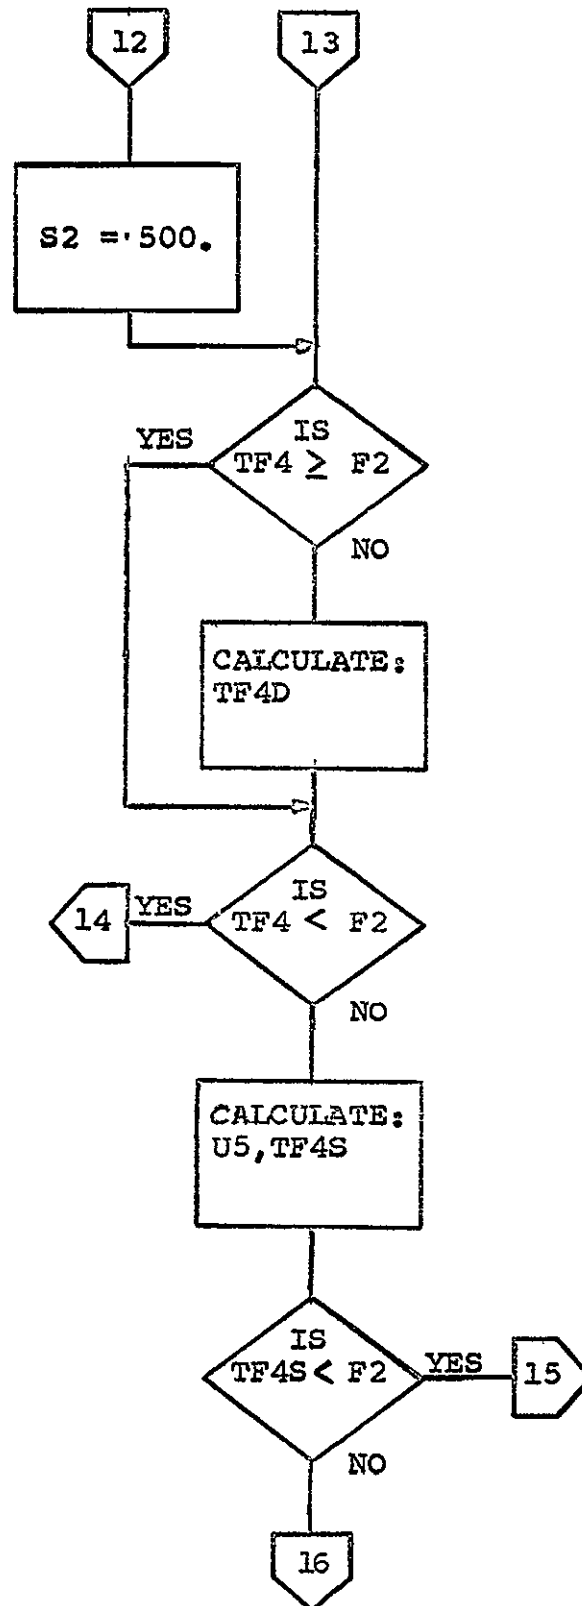 12
13
S2 = 500.
IS
TF4 ≥ F2
YES
NO
CALCULATE:
TF4D
IS
TF4 < F2
YES
14
NO
CALCULATE:
U5,TF4S
IS
TF4S < F2
YES
15
NO
16